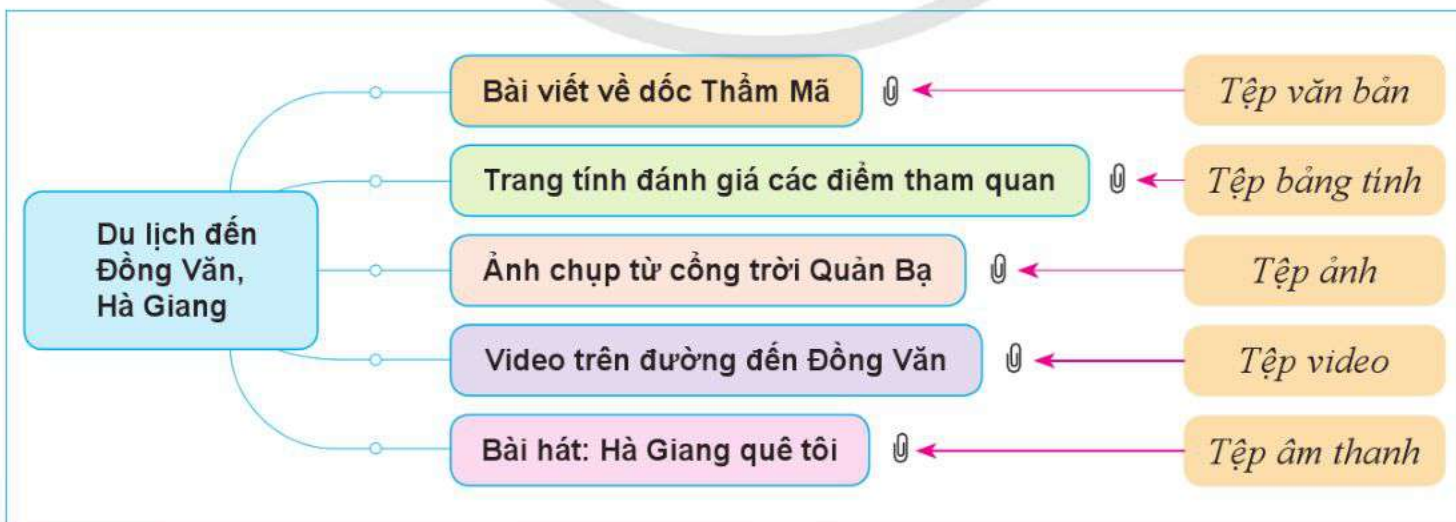 Bài viết về dốc Thẩm Mã
Tệp văn bản
Trang tính đánh giá các điểm tham quan
Tệp bảng tính
Du lịch đến
Đồng Văn,
Hà Giang
Ảnh chụp từ cổng trời Quản Bạ
Tệp ảnh
Video trên đường đến Đồng Văn
Tệp video
Bài hát: Hà Giang quê tôi
Tệp âm thanh